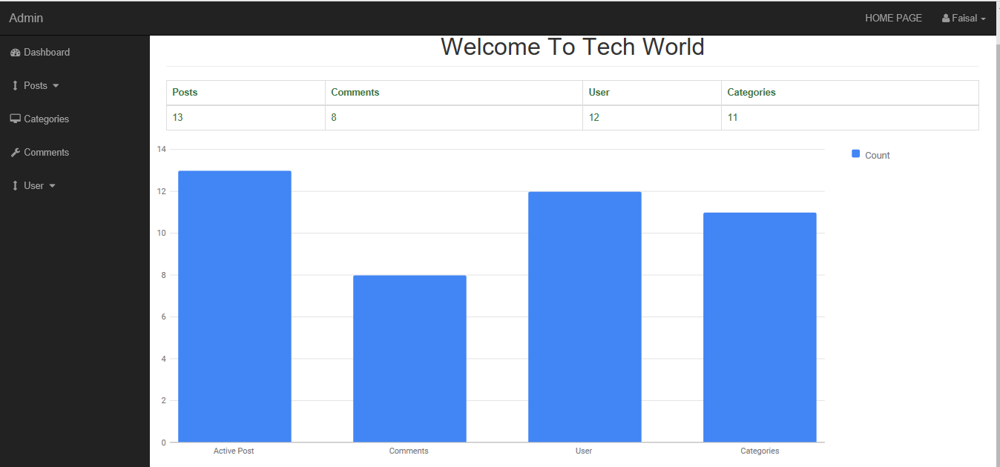 Admin
HOME PAGE
Faisal
Dashboard
Posts
Categories
Comments
User
Welcome To Tech World
Posts Comments User Categories
13 8 12 11
14
12
10
8
6
4
2
0
Count
Active Post Comments User Categories